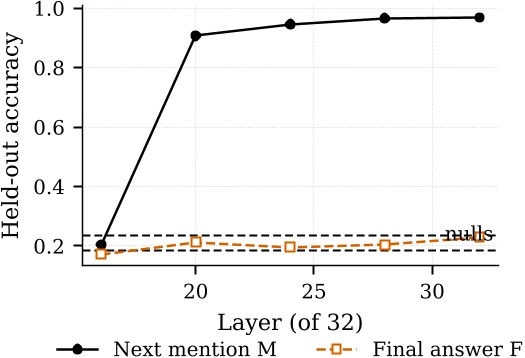 1.0
0.8
0.6
0.4
0.2
Held-out accuracy
nulls
20 25 30
Layer (of 32)
Next mention M Final answer F